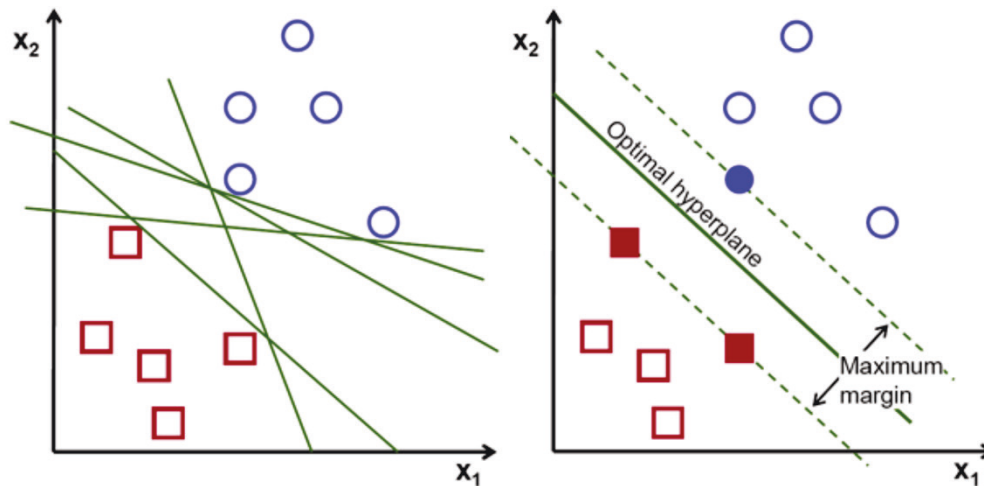 x₂
x₁
x₂
Optimal hyperplane
Maximum
margin
x₁